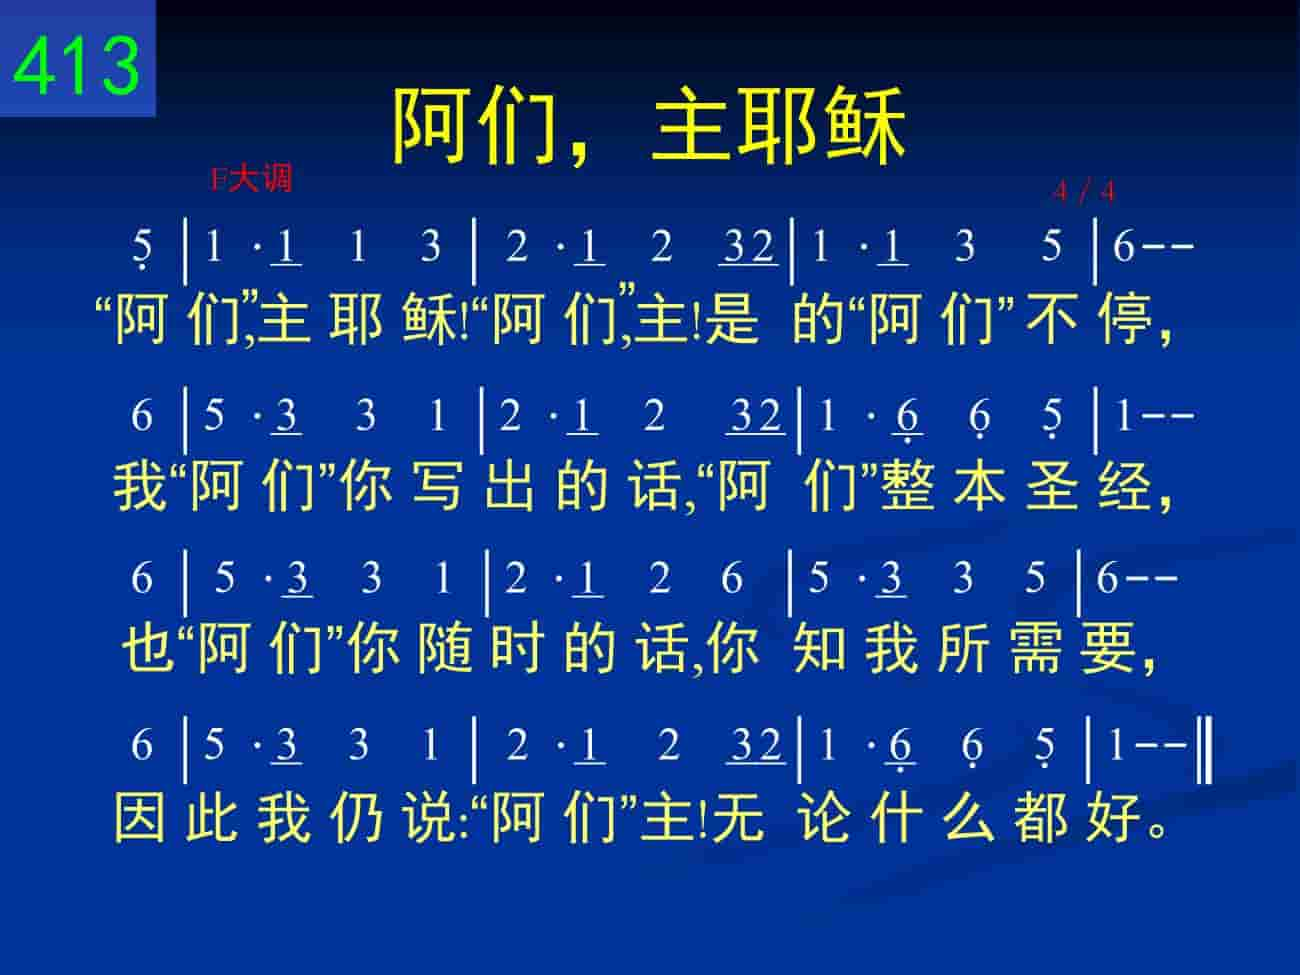 413
阿们，主耶稣
F大调 4/4
5̣ | 1 · 1 1 3 | 2 · 1 2 32 | 1 · 1 3 5 | 6--
“阿 们”,主 耶 稣!“阿 们”,主!是 的“阿 们” 不 停，
6 | 5 · 3 3 1 | 2 · 1 2 32 | 1 · 6̣ 6̣ 5̣ | 1--
我“阿 们”你 写 出 的 话,“阿 们”整 本 圣 经，
6 | 5 · 3 3 1 | 2 · 1 2 6 | 5 · 3 3 5 | 6--
也“阿 们”你 随 时 的 话,你 知 我 所 需 要，
6 | 5 · 3 3 1 | 2 · 1 2 32 | 1 · 6̣ 6̣ 5̣ | 1--‖
因 此 我 仍 说:“阿 们”主!无 论 什 么 都 好。